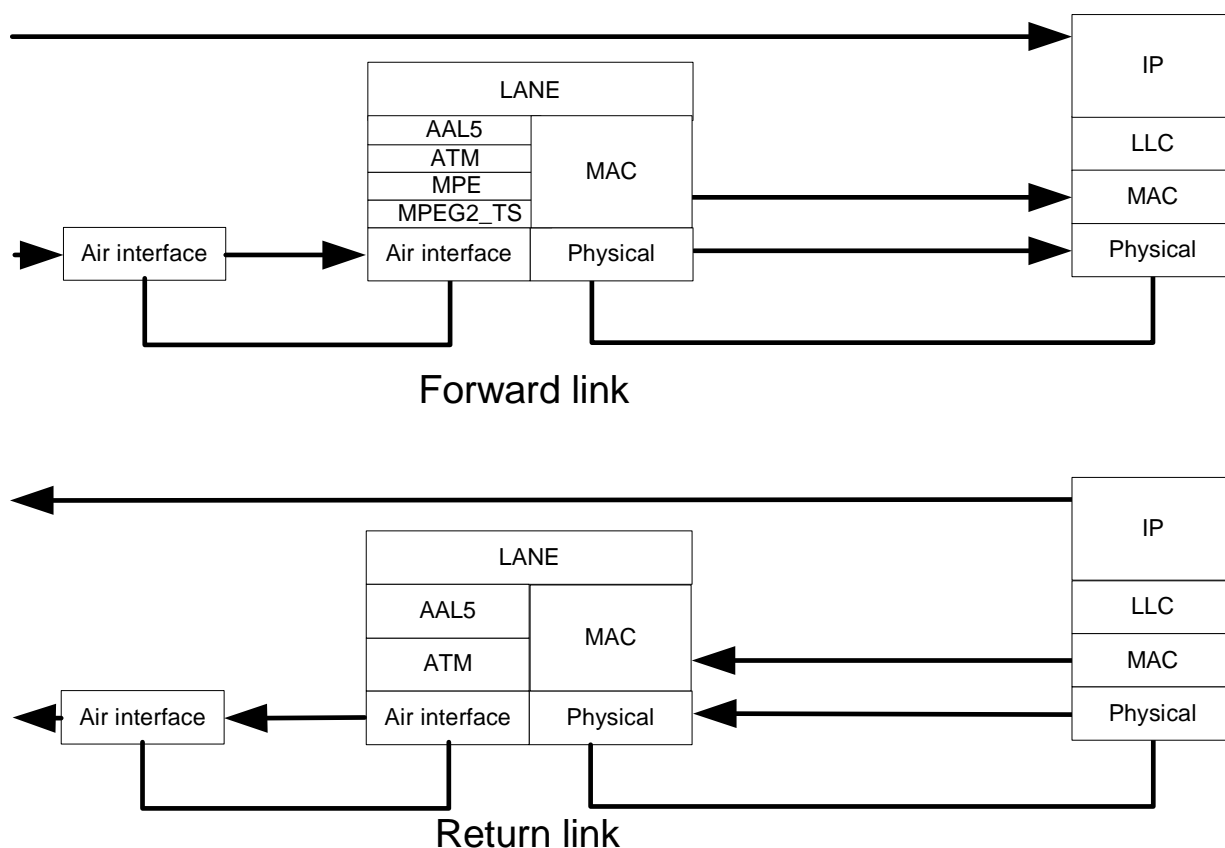 IP
LANE
AAL5
LLC
ATM
MAC
MPE
MAC
MPEG2_TS
Air interface
Air interface
Physical
Physical
Forward link
IP
LANE
AAL5
LLC
MAC
ATM
MAC
Air interface
Air interface
Physical
Physical
Return link